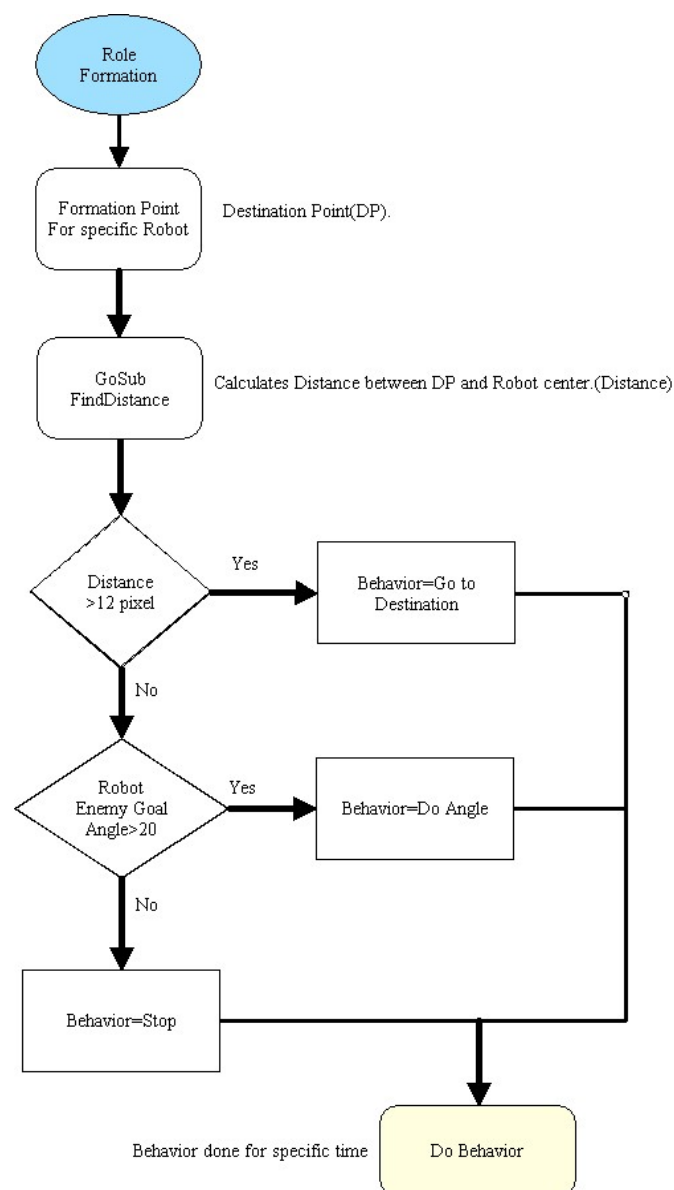 Role
Formation
Formation Point
For specific Robot
Destination Point(DP).
GoSub
FindDistance
Calculates Distance between DP and Robot center.(Distance)
Distance
>12 pixel
Yes
Behavior=Go to
Destination
No
Robot
Enemy Goal
Angle>20
Yes
Behavior=Do Angle
No
Behavior=Stop
Behavior done for specific time
Do Behavior